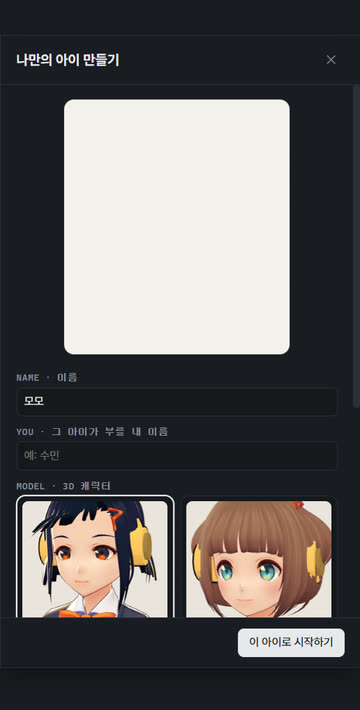 나만의 아이 만들기
NAME · 이름
모모
YOU · 그 아이가 부를 내 이름
예: 수민
MODEL · 3D 캐릭터
이 아이로 시작하기